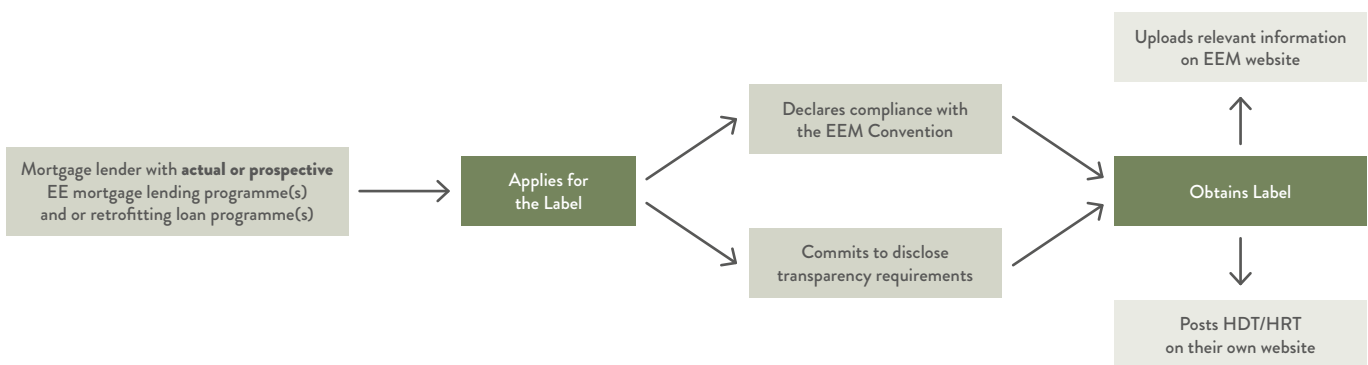 Mortgage lender with actual or prospective
EE mortgage lending programme(s)
and or retrofitting loan programme(s)
Applies for
the Label
Declares compliance with
the EEM Convention
Commits to disclose
transparency requirements
Uploads relevant information
on EEM website
Obtains Label
Posts HDT/HRT
on their own website